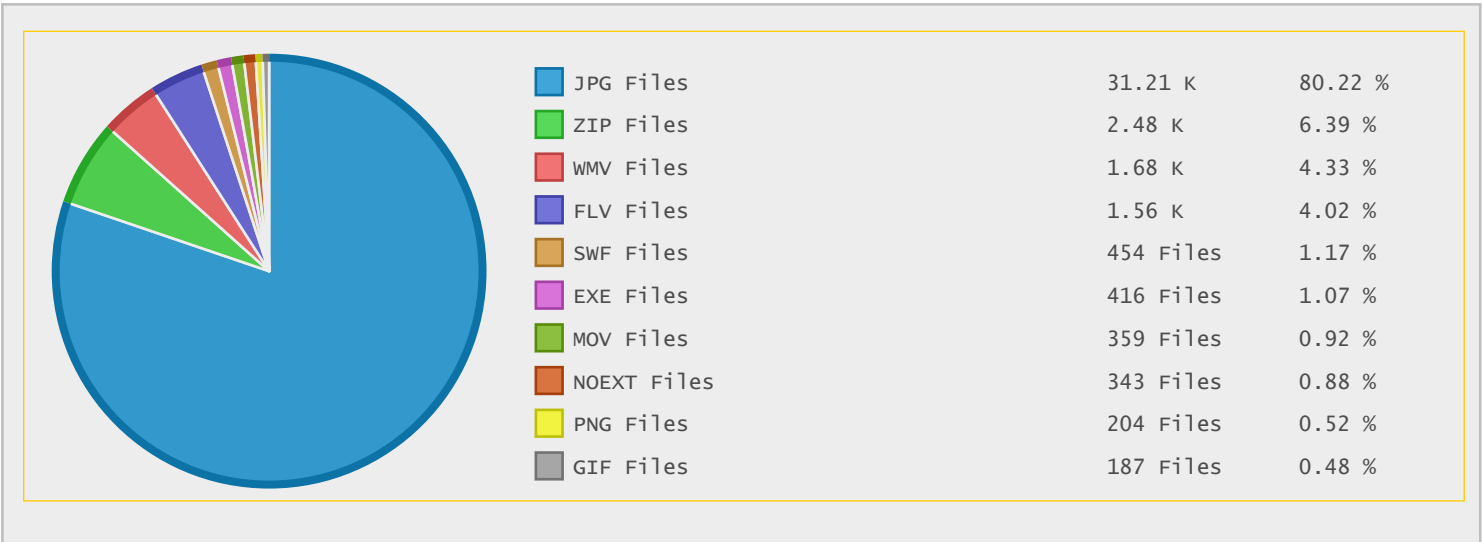 JPG Files 31.21 K 80.22 %
ZIP Files 2.48 K 6.39 %
WMV Files 1.68 K 4.33 %
FLV Files 1.56 K 4.02 %
SWF Files 454 Files 1.17 %
EXE Files 416 Files 1.07 %
MOV Files 359 Files 0.92 %
NOEXT Files 343 Files 0.88 %
PNG Files 204 Files 0.52 %
GIF Files 187 Files 0.48 %